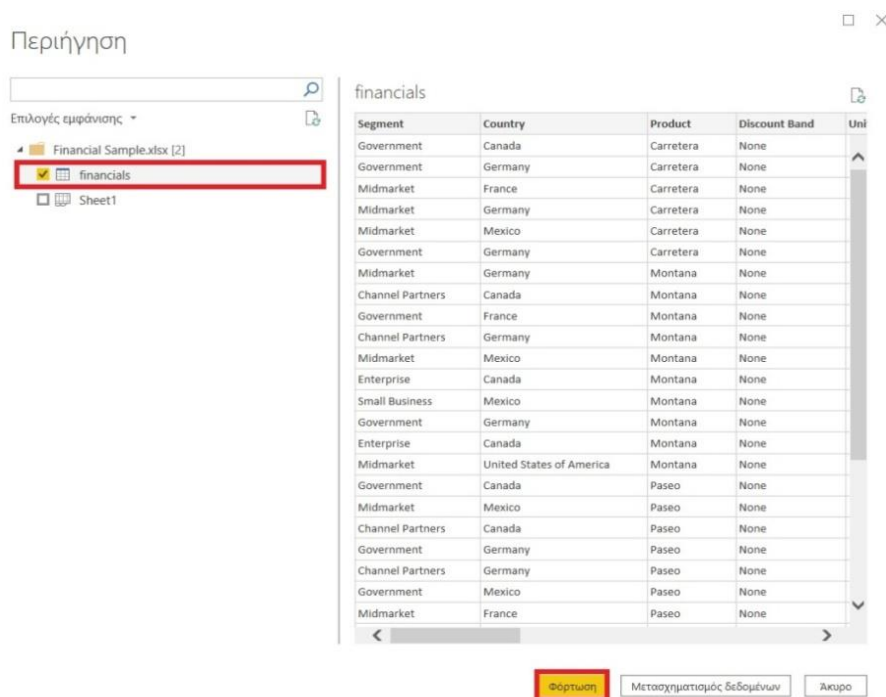 Περιήγηση
Επιλογές εμφάνισης
Financial Sample.xlsx [2]
financials
Sheet1
financials
Segment Country Product Discount Band Uni
Government Canada Carretera None
Government Germany Carretera None
Midmarket France Carretera None
Midmarket Germany Carretera None
Midmarket Mexico Carretera None
Government Germany Carretera None
Midmarket Germany Montana None
Channel Partners Canada Montana None
Government France Montana None
Channel Partners Germany Montana None
Midmarket Mexico Montana None
Enterprise Canada Montana None
Small Business Mexico Montana None
Government Germany Montana None
Enterprise Canada Montana None
Midmarket United States of America Montana None
Government Canada Paseo None
Midmarket Mexico Paseo None
Channel Partners Canada Paseo None
Government Germany Paseo None
Channel Partners Germany Paseo None
Government Mexico Paseo None
Midmarket France Paseo None
Φόρτωση Μετασχηματισμός δεδομένων Άκυρο